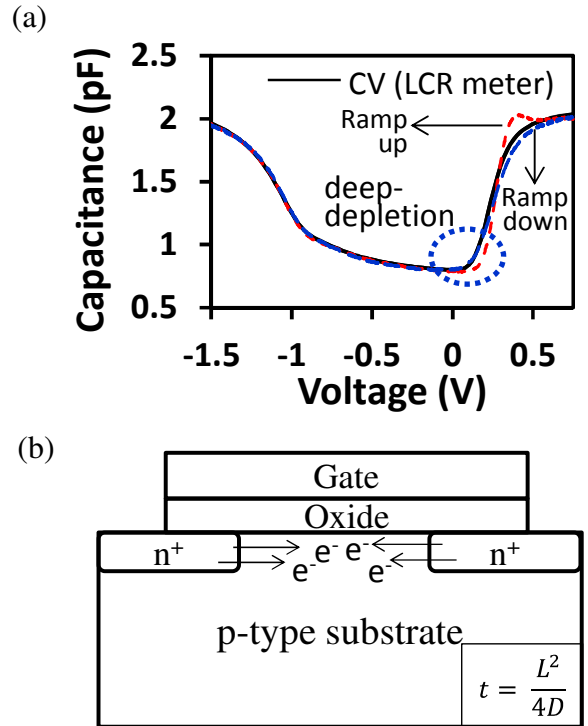 (a)
2.5
2
1.5
1
0.5
Capacitance (pF)
CV (LCR meter)
Ramp
up
deep-
depletion
Ramp
down
-1.5 -1 -0.5 0 0.5
Voltage (V)
(b)
Gate
Oxide
n+ e- e- e- e- n+
p-type substrate
t = L²/4D